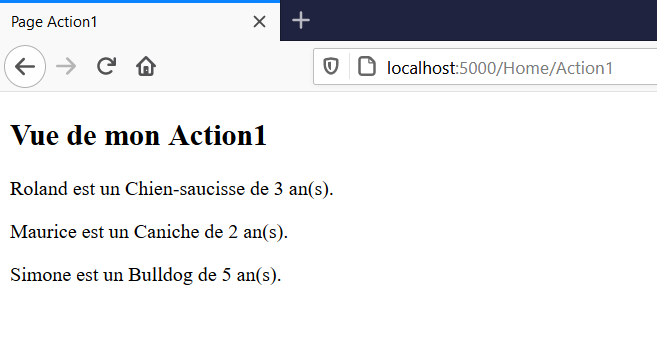 Page Action1
localhost:5000/Home/Action1
Vue de mon Action1
Roland est un Chien-saucisse de 3 an(s).
Maurice est un Caniche de 2 an(s).
Simone est un Bulldog de 5 an(s).